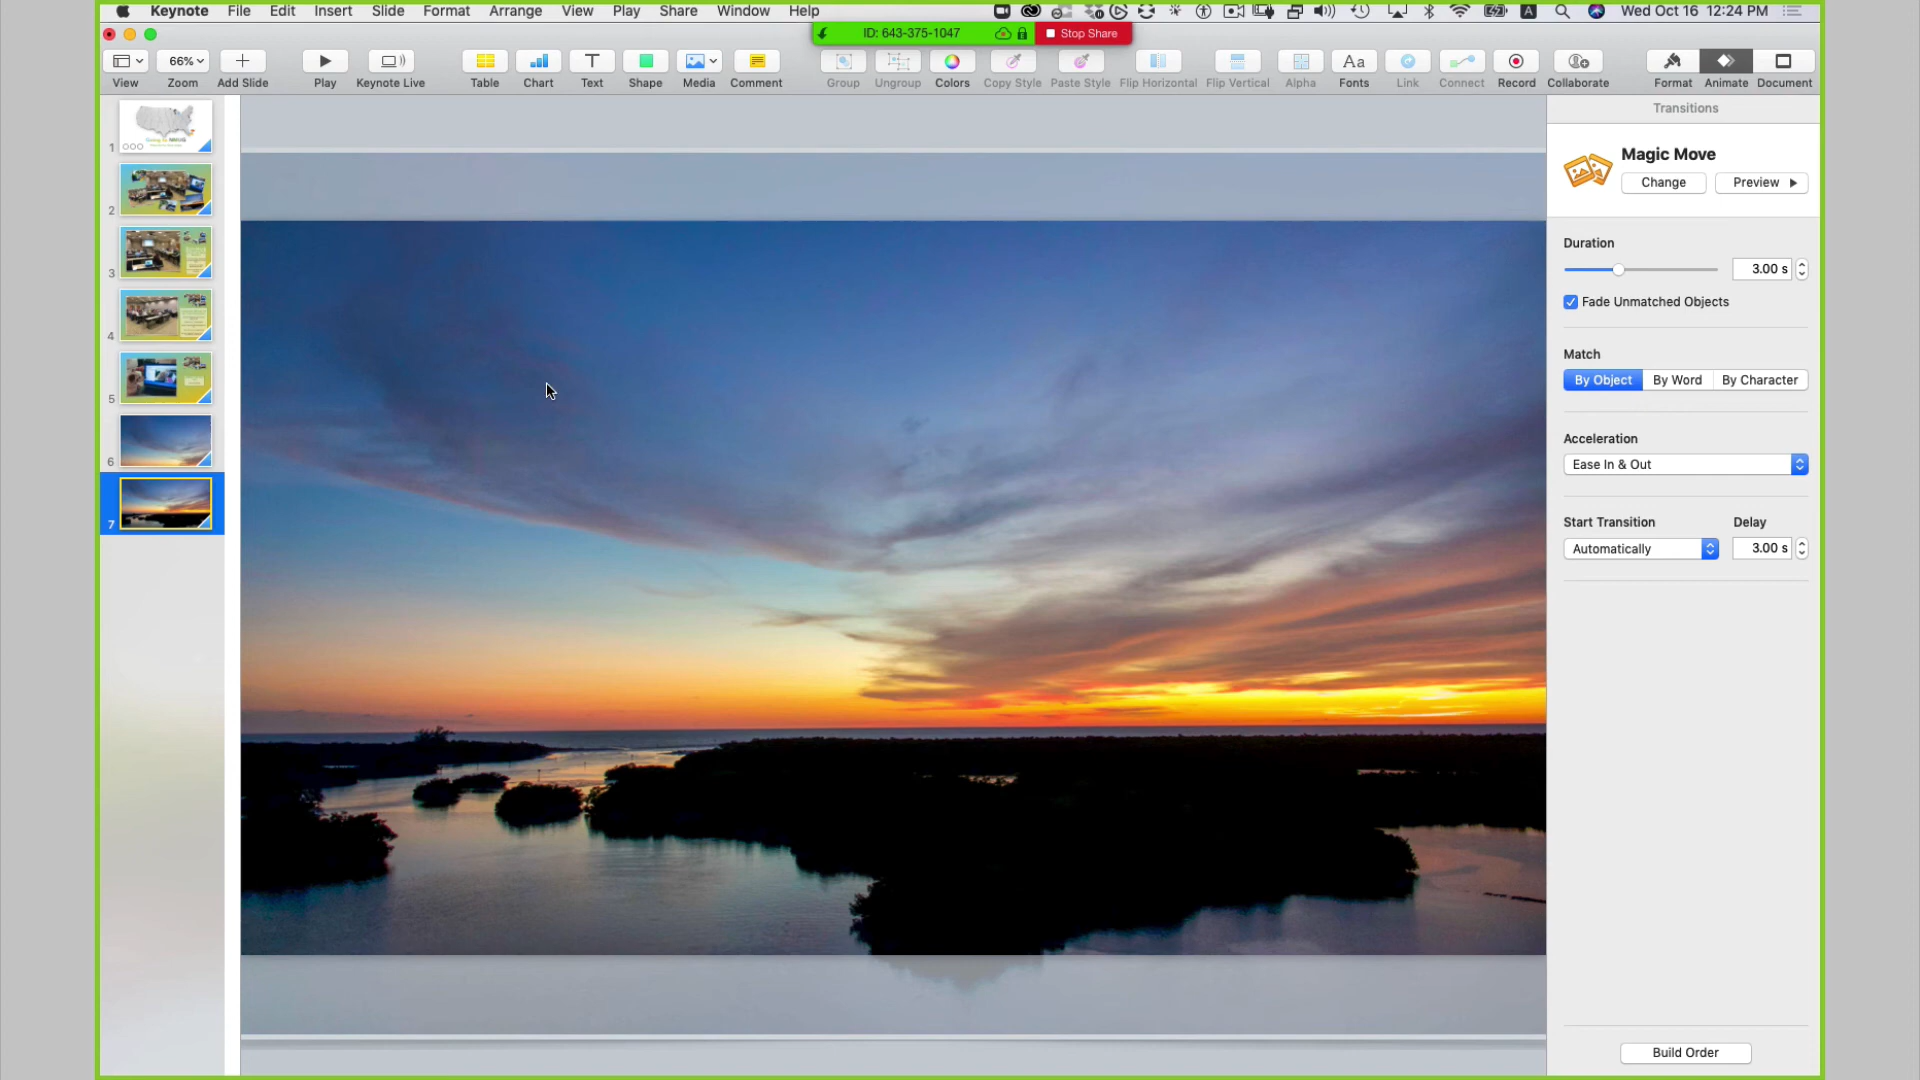 Keynote File Edit Insert Slide Format Arrange View Play Share Window Help Wed Oct 16 12:24 PM
ID: 643-375-1047 Stop Share
66%
View Zoom Add Slide Play Keynote Live Table Chart Text Shape Media Comment Group Ungroup Colors Copy Style Paste Style Flip Horizontal Flip Vertical Alpha Fonts Link Connect Record Collaborate Format Animate Document
1
2
3
4
5
6
7
Transitions
Magic Move
Change Preview
Duration
3.00 s
Fade Unmatched Objects
Match
By Object By Word By Character
Acceleration
Ease In & Out
Start Transition Delay
Automatically 3.00 s
Build Order